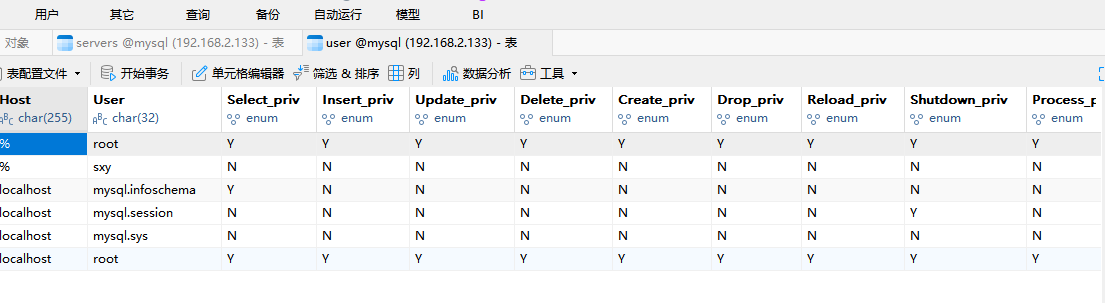 用户 其它 查询 备份 自动运行 模型 BI
对象 servers @mysql (192.168.2.133) - 表 user @mysql (192.168.2.133) - 表
表配置文件 开始事务 单元格编辑器 筛选 & 排序 列 数据分析 工具
Host User Select_priv Insert_priv Update_priv Delete_priv Create_priv Drop_priv Reload_priv Shutdown_priv Process_p
ABC char(255) ABC char(32) enum enum enum enum enum enum enum enum enum
% root Y Y Y Y Y Y Y Y Y
% sxy N N N N N N N N N
localhost mysql.infoschema Y N N N N N N N N
localhost mysql.session N N N N N N N Y N
localhost mysql.sys N N N N N N N N N
localhost root Y Y Y Y Y Y Y Y Y